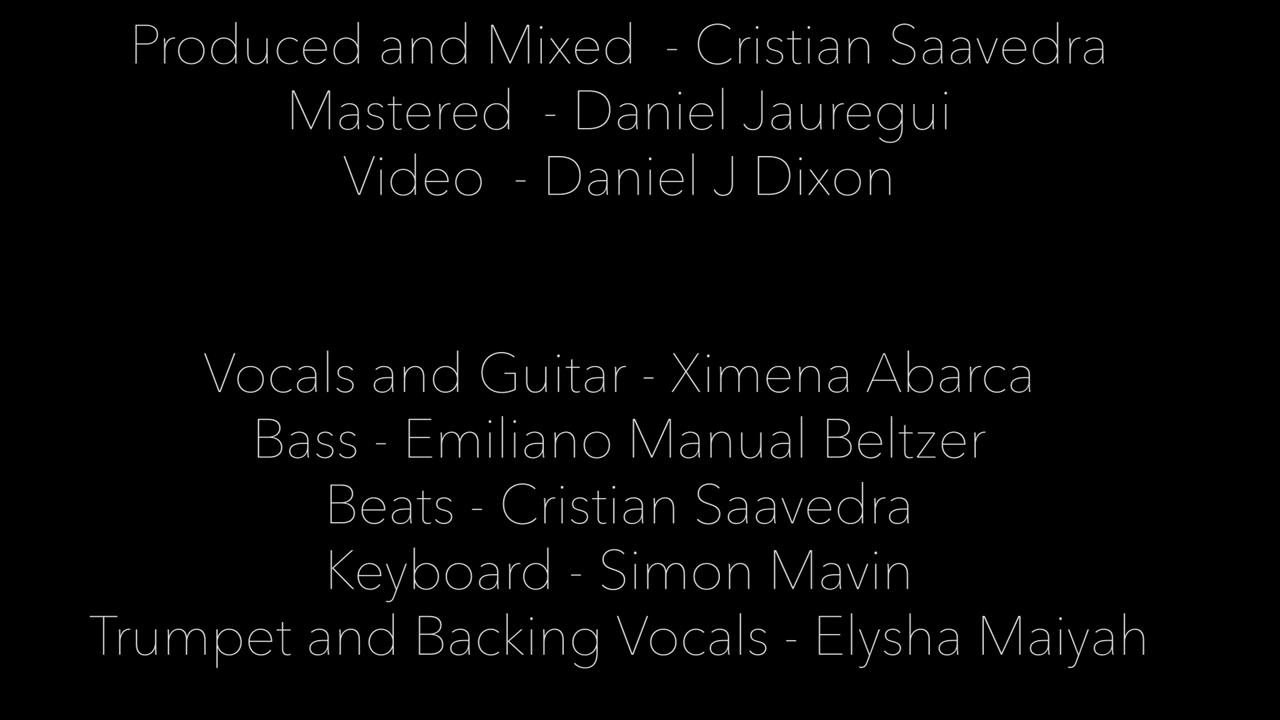 Produced and Mixed  - Cristian Saavedra
Mastered  - Daniel Jauregui
Video  - Daniel J Dixon
Vocals and Guitar - Ximena Abarca
Bass - Emiliano Manual Beltzer
Beats - Cristian Saavedra
Keyboard - Simon Mavin
Trumpet and Backing Vocals - Elysha Maiyah